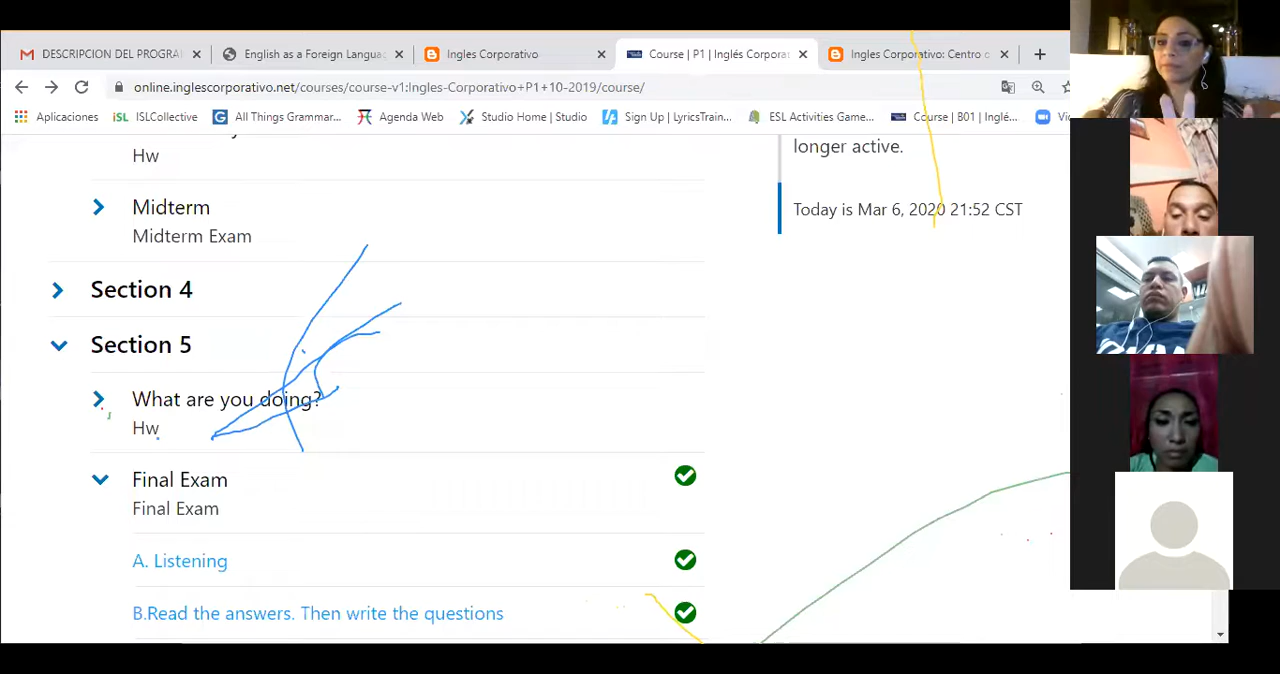 DESCRIPCION DEL PROGRA
English as a Foreign Langua
Ingles Corporativo
Course | P1 | Inglés Corpora
Ingles Corporativo: Centro
online.inglescorporativo.net/courses/course-v1:Ingles-Corporativo+P1+10-2019/course/
Aplicaciones
iSL ISLCollective
All Things Grammar...
Agenda Web
Studio Home | Studio
Sign Up | LyricsTrain...
ESL Activities Game...
Course | B01 | Inglé...
longer active.
Hw
Midterm
Midterm Exam
Today is Mar 6, 2020 21:52 CST
Section 4
Section 5
What are you doing?
Hw
Final Exam
Final Exam
A. Listening
B.Read the answers. Then write the questions